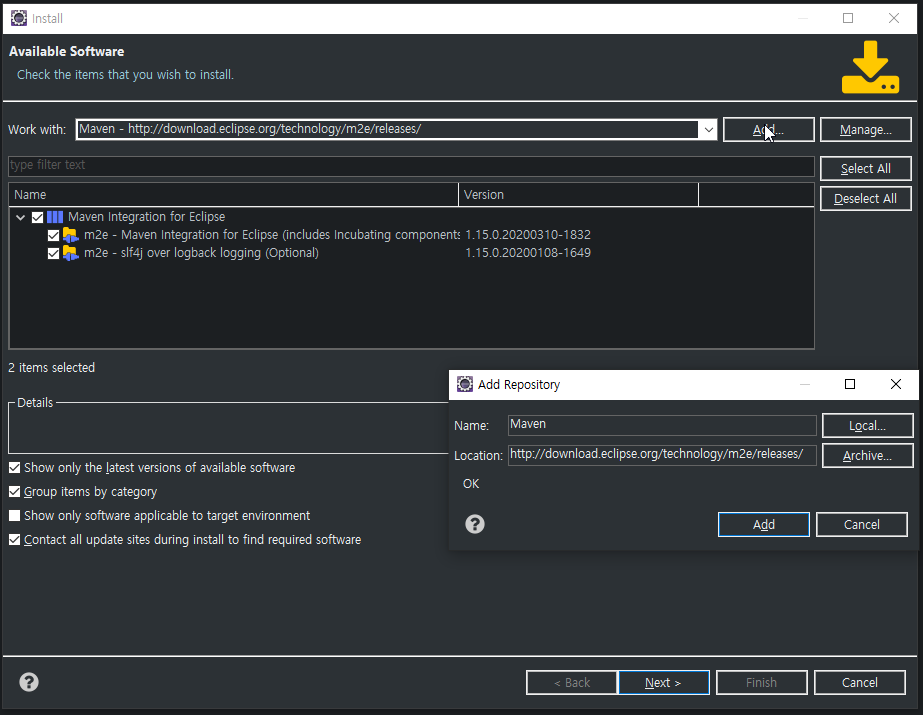 Install
Available Software
Check the items that you wish to install.
Work with: Maven - http://download.eclipse.org/technology/m2e/releases/ Add... Manage...
type filter text Select All
Name Version Deselect All
Maven Integration for Eclipse
m2e - Maven Integration for Eclipse (includes Incubating components 1.15.0.20200310-1832
m2e - slf4j over logback logging (Optional) 1.15.0.20200108-1649
2 items selected
Details
Show only the latest versions of available software
Group items by category
Show only software applicable to target environment
Contact all update sites during install to find required software
Add Repository
Name: Maven Local...
Location: http://download.eclipse.org/technology/m2e/releases/ Archive...
OK
? Add Cancel
? < Back Next > Finish Cancel